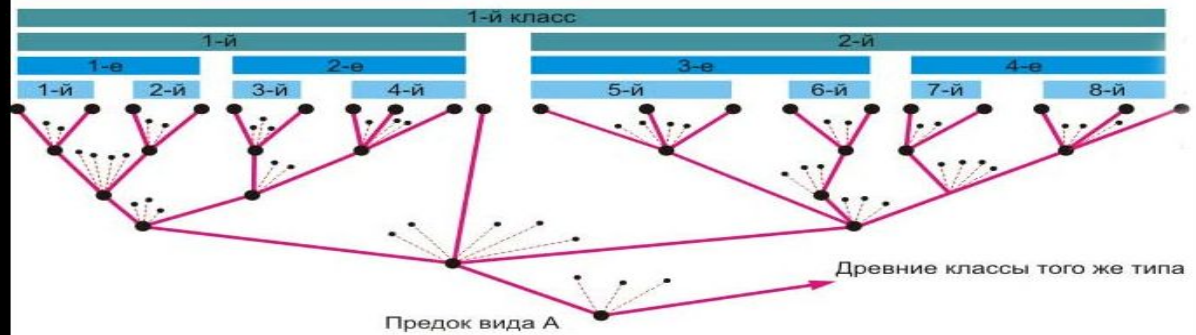 1-й класс
1-й 2-й
1-е 2-е 3-е 4-е
1-й 2-й 3-й 4-й 5-й 6-й 7-й 8-й
Древние классы того же типа
Предок вида А